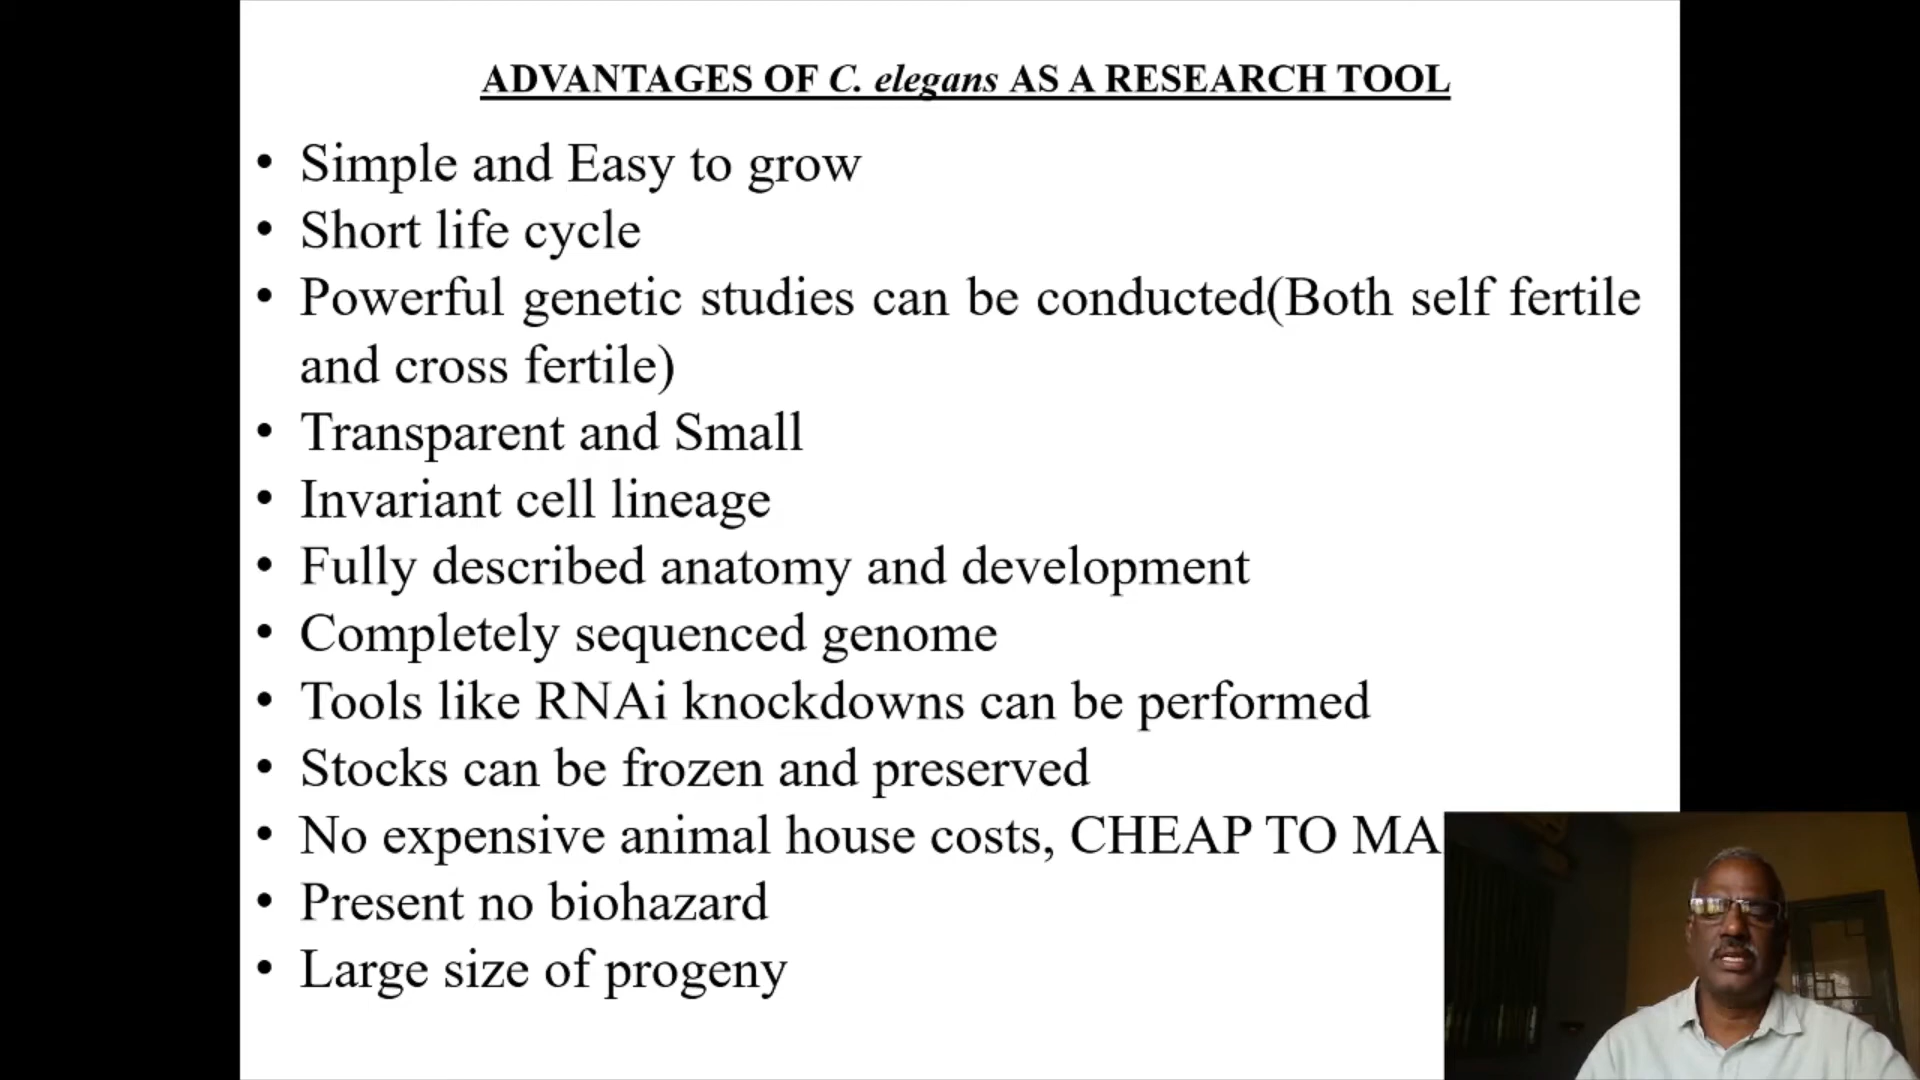 ADVANTAGES OF C. elegans AS A RESEARCH TOOL
• Simple and Easy to grow
• Short life cycle
• Powerful genetic studies can be conducted(Both self fertile
and cross fertile)
• Transparent and Small
• Invariant cell lineage
• Fully described anatomy and development
• Completely sequenced genome
• Tools like RNAi knockdowns can be performed
• Stocks can be frozen and preserved
• No expensive animal house costs, CHEAP TO MA
• Present no biohazard
• Large size of progeny